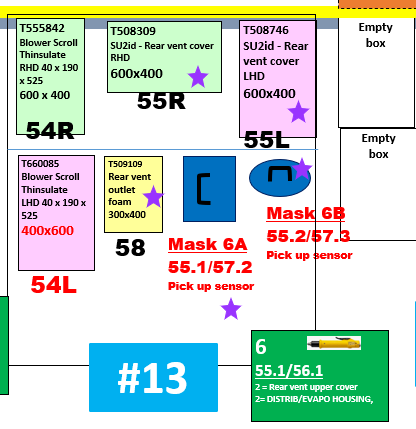 T555842
Blower Scroll
Thinsulate
RHD 40 x 190
x 525
600 x 400
54R
T508309
SU2id - Rear vent cover
RHD
600x400
55R
T508746
SU2id - Rear
vent cover
LHD
600x400
55L
Empty
box
Empty
box
T660085
Blower Scroll
Thinsulate
LHD 40 x 190 x
525
400x600
54L
T509109
Rear vent
outlet
foam
300x400
58
Mask 6A
55.1/57.2
Pick up sensor
Mask 6B
55.2/57.3
Pick up sensor
#13
6
55.1/56.1
2 = Rear vent upper cover
2= DISTRIB/EVAPO HOUSING,